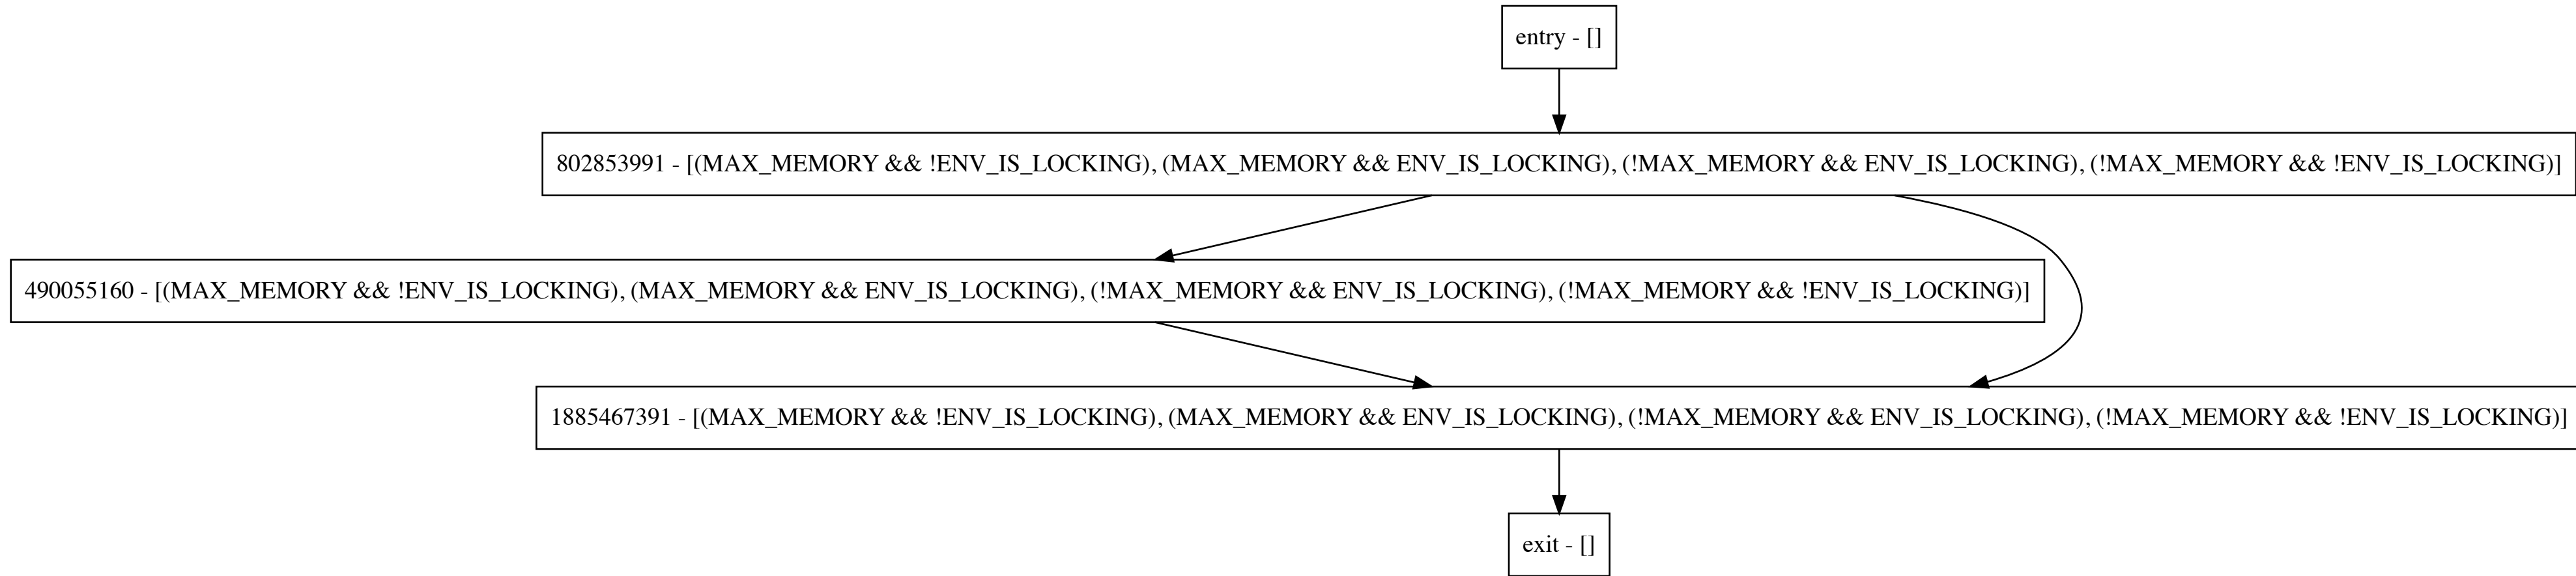 entry - []
802853991 - [(MAX_MEMORY && !ENV_IS_LOCKING), (MAX_MEMORY && ENV_IS_LOCKING), (!MAX_MEMORY && ENV_IS_LOCKING), (!MAX_MEMORY && !ENV_IS_LOCKING)]
490055160 - [(MAX_MEMORY && !ENV_IS_LOCKING), (MAX_MEMORY && ENV_IS_LOCKING), (!MAX_MEMORY && ENV_IS_LOCKING), (!MAX_MEMORY && !ENV_IS_LOCKING)]
1885467391 - [(MAX_MEMORY && !ENV_IS_LOCKING), (MAX_MEMORY && ENV_IS_LOCKING), (!MAX_MEMORY && ENV_IS_LOCKING), (!MAX_MEMORY && !ENV_IS_LOCKING)]
exit - []